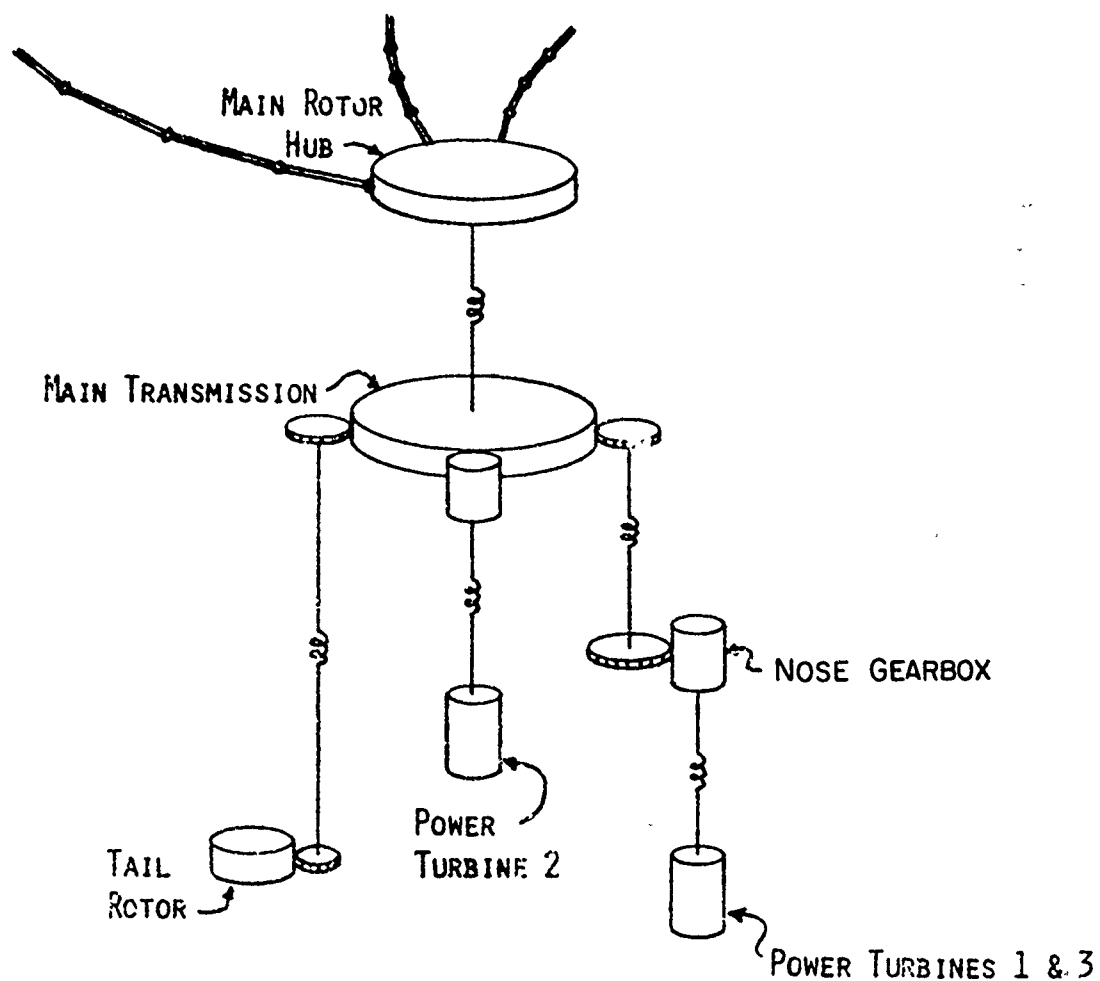 MAIN ROTOR
HUB
MAIN TRANSMISSION
NOSE GEARBOX
POWER
TURBINE 2
TAIL
ROTOR
POWER TURBINES 1 & 3